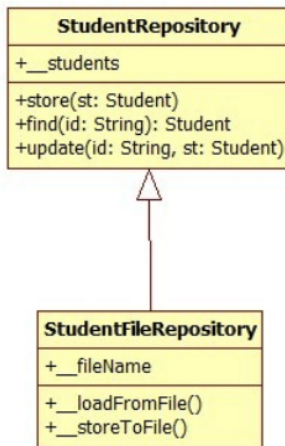 StudentRepository
+__students
+store(st: Student)
+find(id: String): Student
+update(id: String, st: Student)
StudentFileRepository
+__fileName
+__loadFromFile()
+__storeToFile()